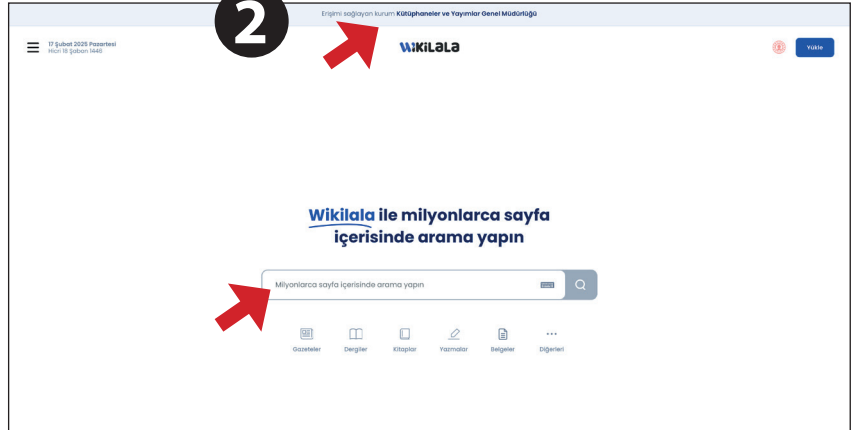 2
Erişimi sağlayan kurum Kütüphaneler ve Yayımlar Genel Müdürlüğü
17 Şubat 2025 Pazartesi
Hicri 18 Şaban 1446
WiKiLaLa
Yükle
Wikilala ile milyonlarca sayfa
içerisinde arama yapın
Milyonlarca sayfa içerisinde arama yapın
Gazeteler Dergiler Kitaplar Yazmalar Belgeler Diğerleri